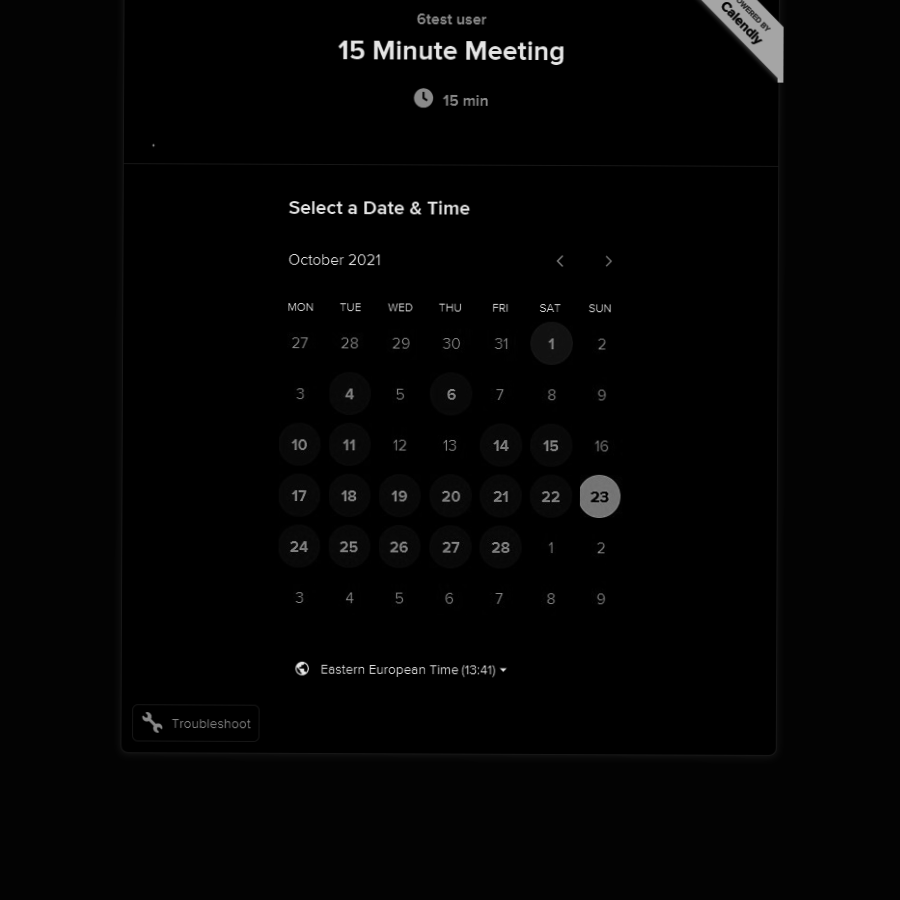 6test user
15 Minute Meeting
POWERED BY
Calendly
15 min
Select a Date & Time
October 2021
MON TUE WED THU FRI SAT SUN
27 28 29 30 31 1 2
3 4 5 6 7 8 9
10 11 12 13 14 15 16
17 18 19 20 21 22 23
24 25 26 27 28 1 2
3 4 5 6 7 8 9
Eastern European Time (13:41)
Troubleshoot